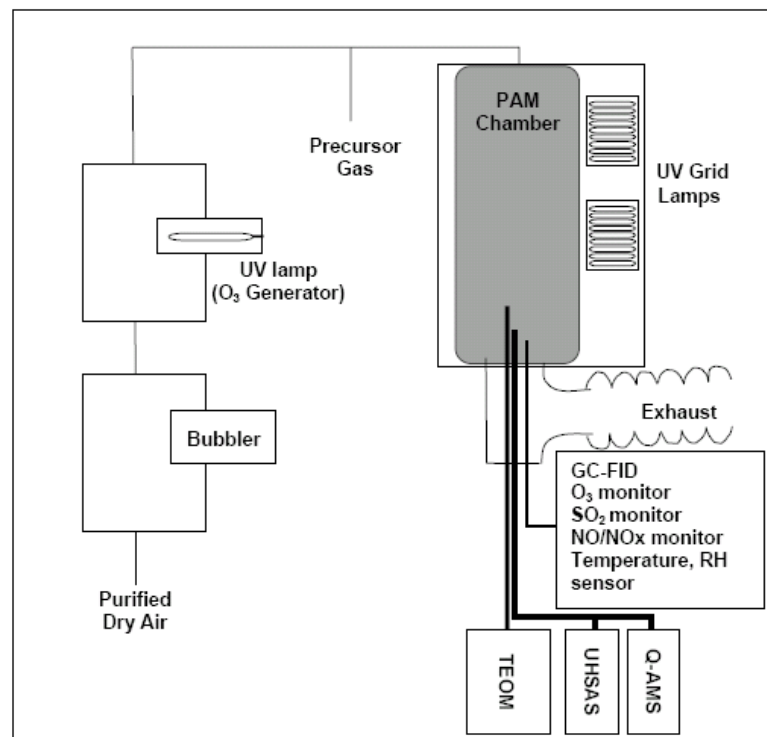 PAM
Chamber
Precursor
Gas
UV Grid
Lamps
UV lamp
(O₃ Generator)
Exhaust
Bubbler
GC-FID
O₃ monitor
SO₂ monitor
NO/NOx monitor
Temperature, RH
sensor
Purified
Dry Air
TEOM
UHSAS
Q-AMS